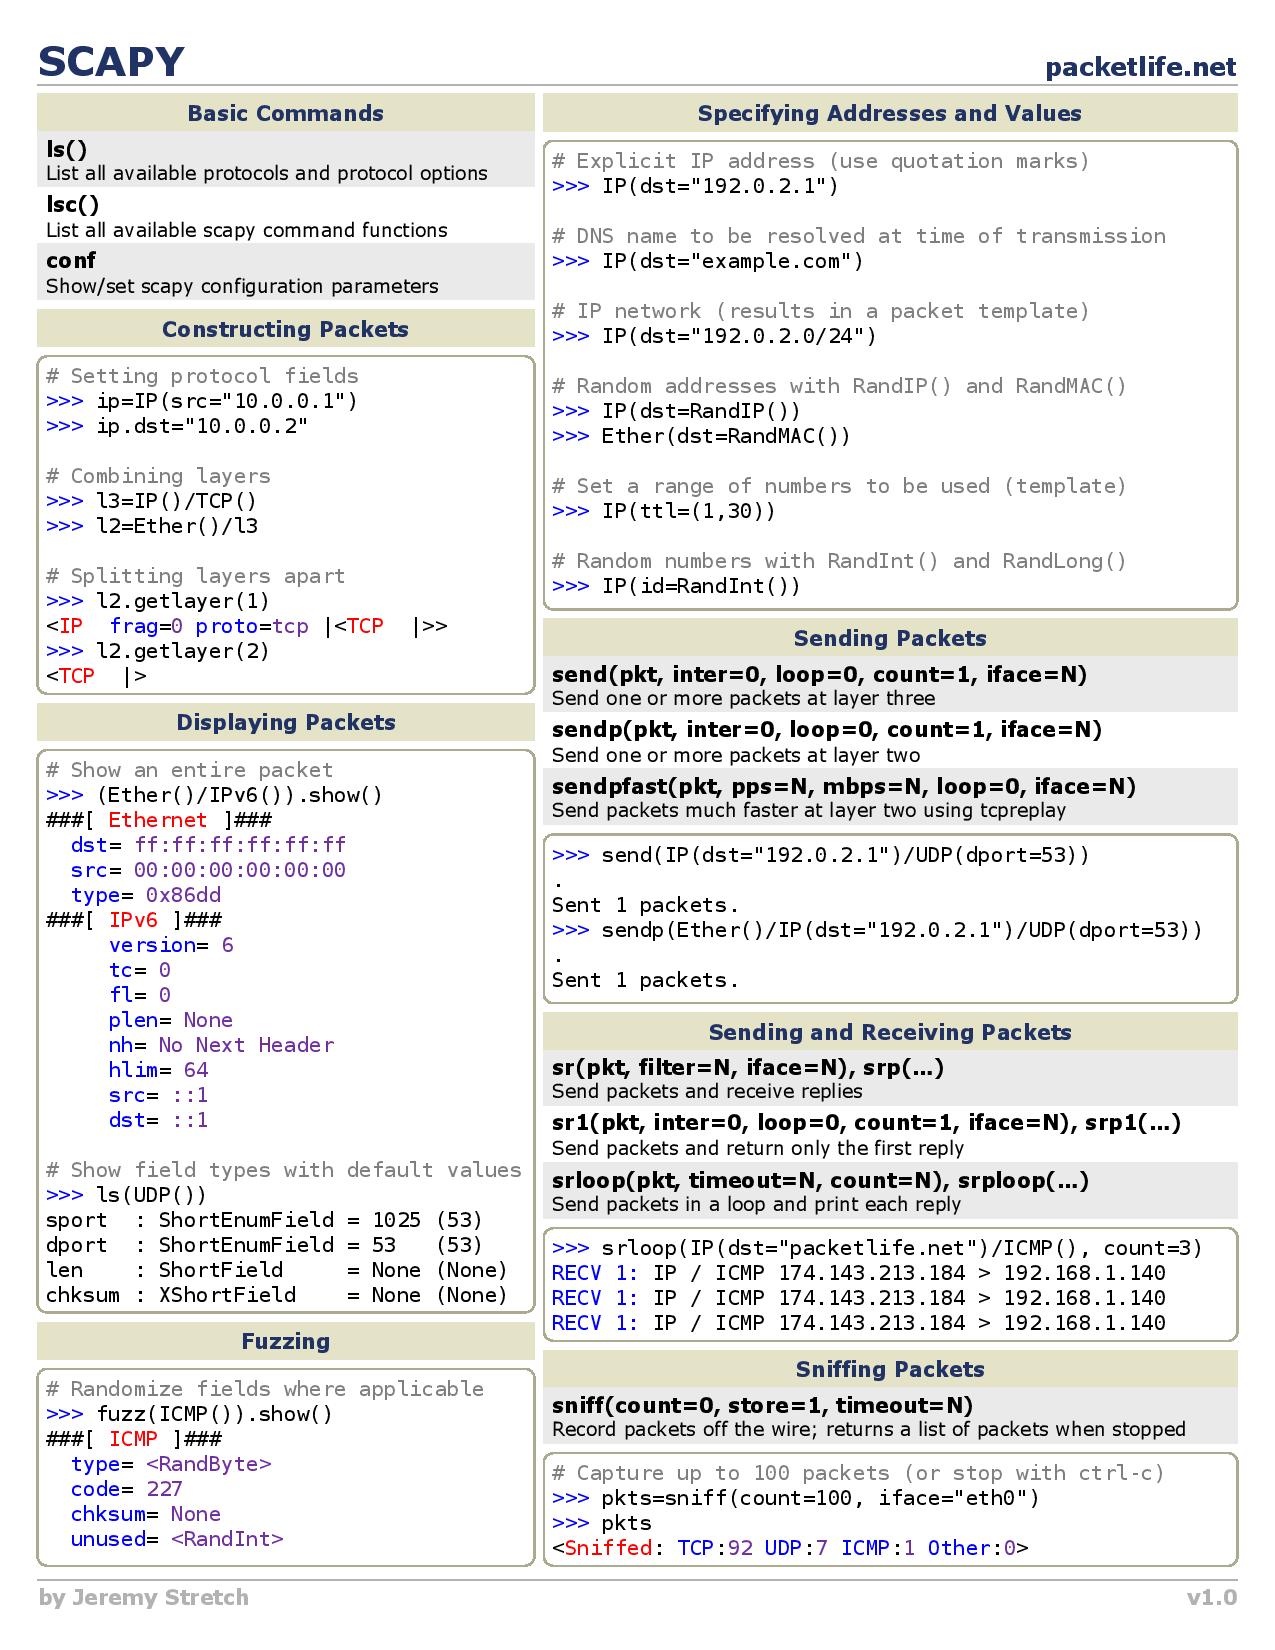 SCAPY
packetlife.net
Basic Commands
ls()
List all available protocols and protocol options
lsc()
List all available scapy command functions
conf
Show/set scapy configuration parameters
Constructing Packets
# Setting protocol fields
>>> ip=IP(src="10.0.0.1")
>>> ip.dst="10.0.0.2"
# Combining layers
>>> l3=IP()/TCP()
>>> l2=Ether()/l3
# Splitting layers apart
>>> l2.getlayer(1)
<IP  frag=0 proto=tcp |<TCP  |>>
>>> l2.getlayer(2)
<TCP  |>
Displaying Packets
# Show an entire packet
>>> (Ether()/IPv6()).show()
###[ Ethernet ]###
  dst= ff:ff:ff:ff:ff:ff
  src= 00:00:00:00:00:00
  type= 0x86dd
###[ IPv6 ]###
     version= 6
     tc= 0
     fl= 0
     plen= None
     nh= No Next Header
     hlim= 64
     src= ::1
     dst= ::1
# Show field types with default values
>>> ls(UDP())
sport  : ShortEnumField = 1025 (53)
dport  : ShortEnumField = 53   (53)
len    : ShortField     = None (None)
chksum : XShortField    = None (None)
Fuzzing
# Randomize fields where applicable
>>> fuzz(ICMP()).show()
###[ ICMP ]###
  type= <RandByte>
  code= 227
  chksum= None
  unused= <RandInt>
Specifying Addresses and Values
# Explicit IP address (use quotation marks)
>>> IP(dst="192.0.2.1")
# DNS name to be resolved at time of transmission
>>> IP(dst="example.com")
# IP network (results in a packet template)
>>> IP(dst="192.0.2.0/24")
# Random addresses with RandIP() and RandMAC()
>>> IP(dst=RandIP())
>>> Ether(dst=RandMAC())
# Set a range of numbers to be used (template)
>>> IP(ttl=(1,30))
# Random numbers with RandInt() and RandLong()
>>> IP(id=RandInt())
Sending Packets
send(pkt, inter=0, loop=0, count=1, iface=N)
Send one or more packets at layer three
sendp(pkt, inter=0, loop=0, count=1, iface=N)
Send one or more packets at layer two
sendpfast(pkt, pps=N, mbps=N, loop=0, iface=N)
Send packets much faster at layer two using tcpreplay
>>> send(IP(dst="192.0.2.1")/UDP(dport=53))
.
Sent 1 packets.
>>> sendp(Ether()/IP(dst="192.0.2.1")/UDP(dport=53))
.
Sent 1 packets.
Sending and Receiving Packets
sr(pkt, filter=N, iface=N), srp(…)
Send packets and receive replies
sr1(pkt, inter=0, loop=0, count=1, iface=N), srp1(…)
Send packets and return only the first reply
srloop(pkt, timeout=N, count=N), srploop(…)
Send packets in a loop and print each reply
>>> srloop(IP(dst="packetlife.net")/ICMP(), count=3)
RECV 1: IP / ICMP 174.143.213.184 > 192.168.1.140
RECV 1: IP / ICMP 174.143.213.184 > 192.168.1.140
RECV 1: IP / ICMP 174.143.213.184 > 192.168.1.140
Sniffing Packets
sniff(count=0, store=1, timeout=N)
Record packets off the wire; returns a list of packets when stopped
# Capture up to 100 packets (or stop with ctrl-c)
>>> pkts=sniff(count=100, iface="eth0")
>>> pkts
<Sniffed: TCP:92 UDP:7 ICMP:1 Other:0>
by Jeremy Stretch
v1.0